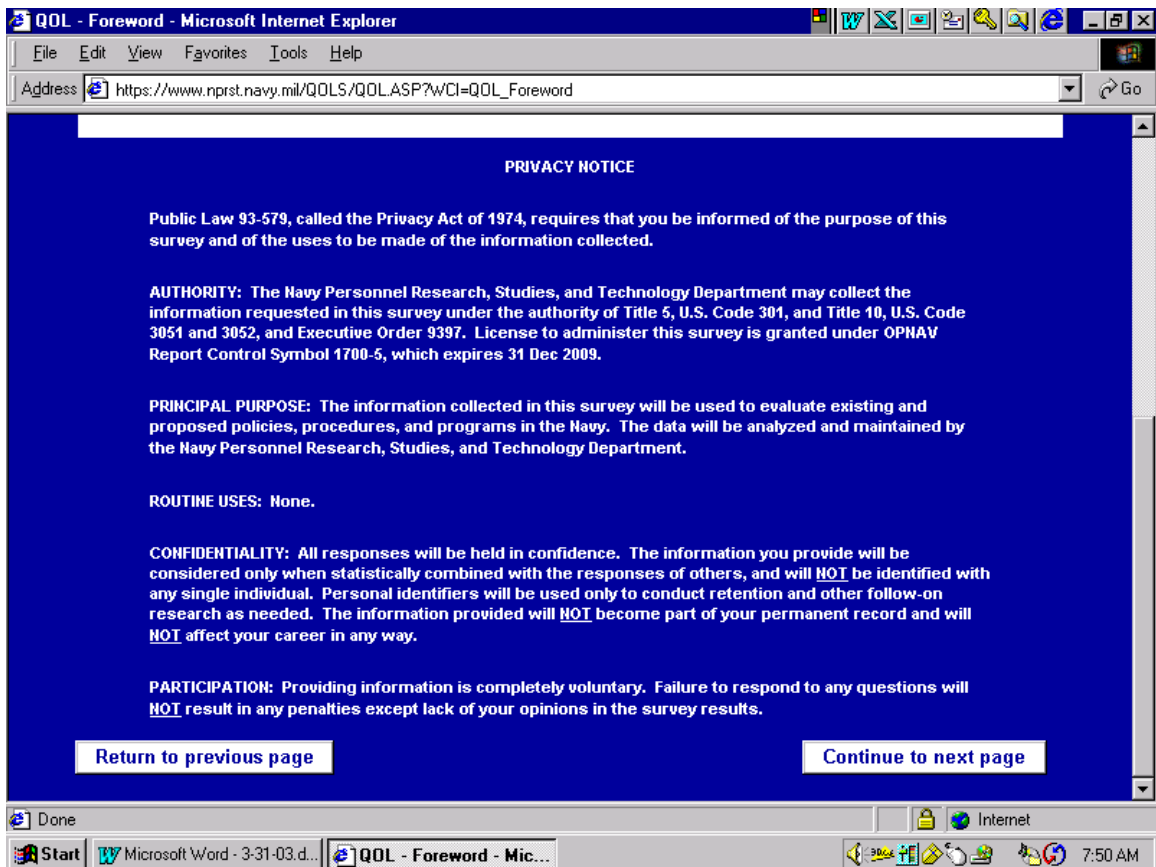 QOL - Foreword - Microsoft Internet Explorer
File Edit View Favorites Tools Help
Address https://www.nprst.navy.mil/QOLS/QOL.ASP?WCI=QOL_Foreword Go
PRIVACY NOTICE
Public Law 93-579, called the Privacy Act of 1974, requires that you be informed of the purpose of this
survey and of the uses to be made of the information collected.
AUTHORITY: The Navy Personnel Research, Studies, and Technology Department may collect the
information requested in this survey under the authority of Title 5, U.S. Code 301, and Title 10, U.S. Code
3051 and 3052, and Executive Order 9397. License to administer this survey is granted under OPNAV
Report Control Symbol 1700-5, which expires 31 Dec 2009.
PRINCIPAL PURPOSE: The information collected in this survey will be used to evaluate existing and
proposed policies, procedures, and programs in the Navy. The data will be analyzed and maintained by
the Navy Personnel Research, Studies, and Technology Department.
ROUTINE USES: None.
CONFIDENTIALITY: All responses will be held in confidence. The information you provide will be
considered only when statistically combined with the responses of others, and will NOT be identified with
any single individual. Personal identifiers will be used only to conduct retention and other follow-on
research as needed. The information provided will NOT become part of your permanent record and will
NOT affect your career in any way.
PARTICIPATION: Providing information is completely voluntary. Failure to respond to any questions will
NOT result in any penalties except lack of your opinions in the survey results.
Return to previous page Continue to next page
Done Internet
Start Microsoft Word - 3-31-03.d... QOL - Foreword - Mic... 7:50 AM